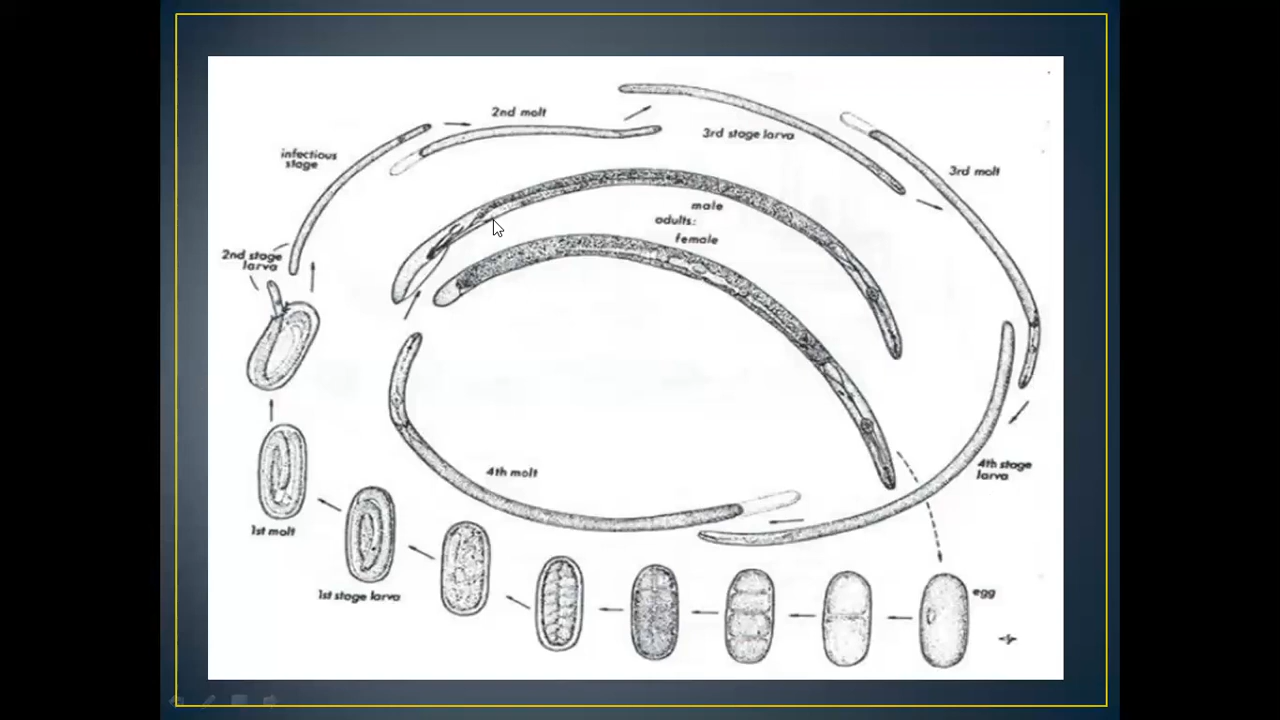 2nd molt
3rd stage larva
infectious
stage
3rd molt
male
adults:
female
2nd stage
larva
4th molt
4th stage
larva
1st molt
1st stage larva
egg